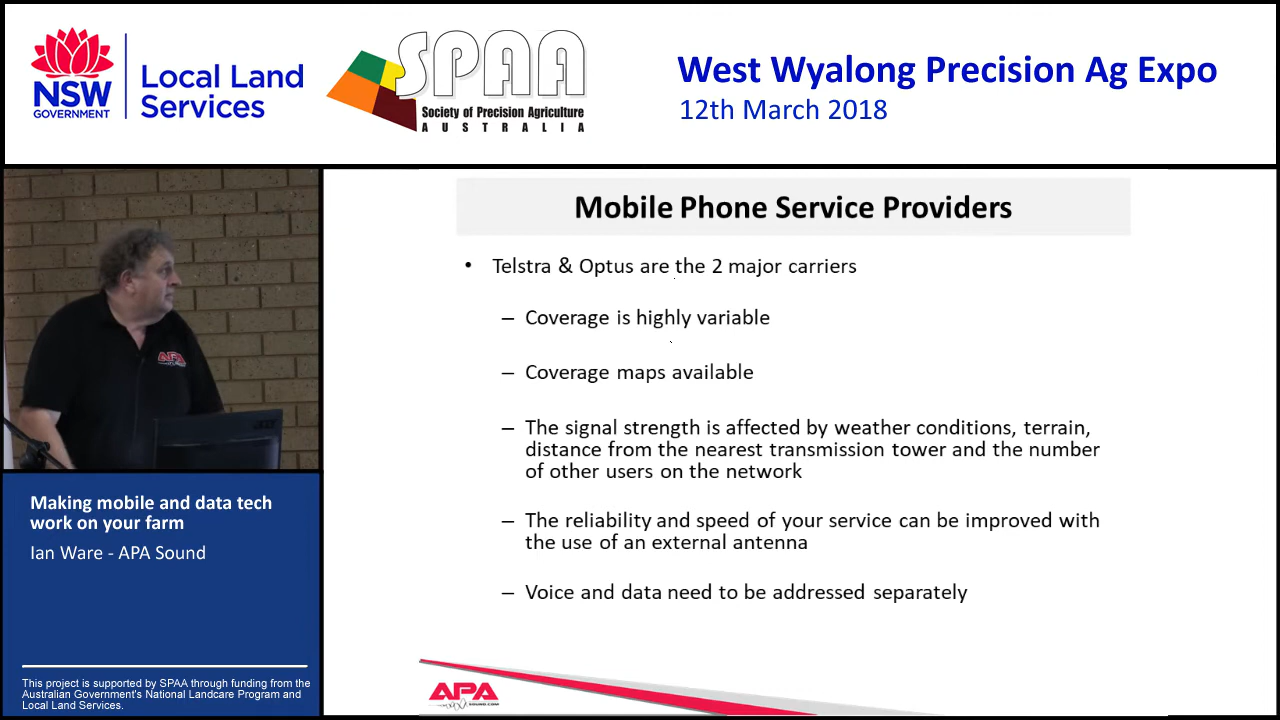 NSW
GOVERNMENT
Local Land
Services
SPAA
Society of Precision Agriculture
AUSTRALIA
West Wyalong Precision Ag Expo
12th March 2018
APA
Mobile Phone Service Providers
• Telstra & Optus are the 2 major carriers
– Coverage is highly variable
– Coverage maps available
– The signal strength is affected by weather conditions, terrain,
distance from the nearest transmission tower and the number
of other users on the network
– The reliability and speed of your service can be improved with
the use of an external antenna
– Voice and data need to be addressed separately
APA
SOUND.COM
Making mobile and data tech
work on your farm
Ian Ware - APA Sound
This project is supported by SPAA through funding from the
Australian Government's National Landcare Program and
Local Land Services.